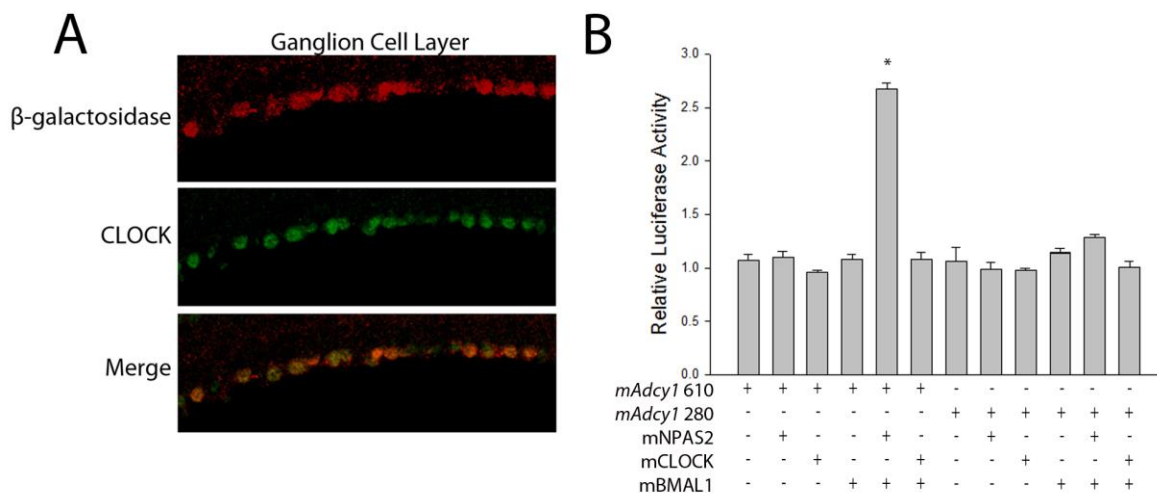 A
Ganglion Cell Layer
β-galactosidase
CLOCK
Merge
B
Relative Luciferase Activity
3.0
2.5
2.0
1.5
1.0
0.5
0.0
*
mAdcy1 610 + + + + + + - - - - - -
mAdcy1 280 - - - - - - + + + + + +
mNPAS2 - + - - + - - + - - + -
mCLOCK - - + - - + - - + - - +
mBMAL1 - - - + + + - - - + + +